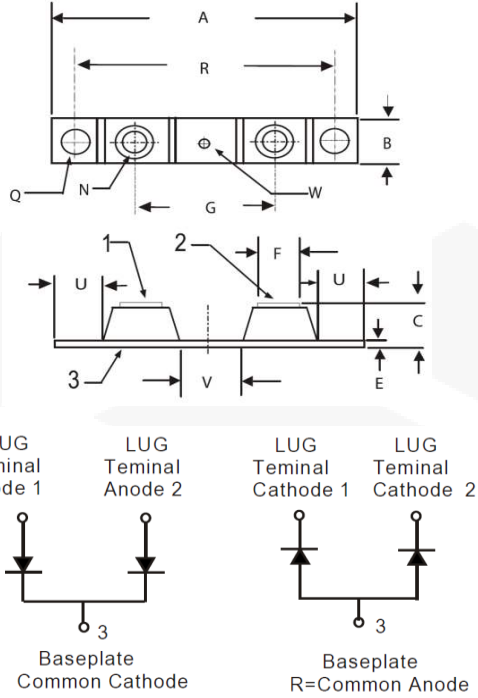 A
R
B
Q
N
W
G
1
2
F
U
U
C
3
V
E
LUG
LUG
LUG
Teminal
Teminal
Teminal
Anode 2
Cathode 1
Cathode 2
3
3
Baseplate
Common Cathode
Baseplate
R=Common Anode